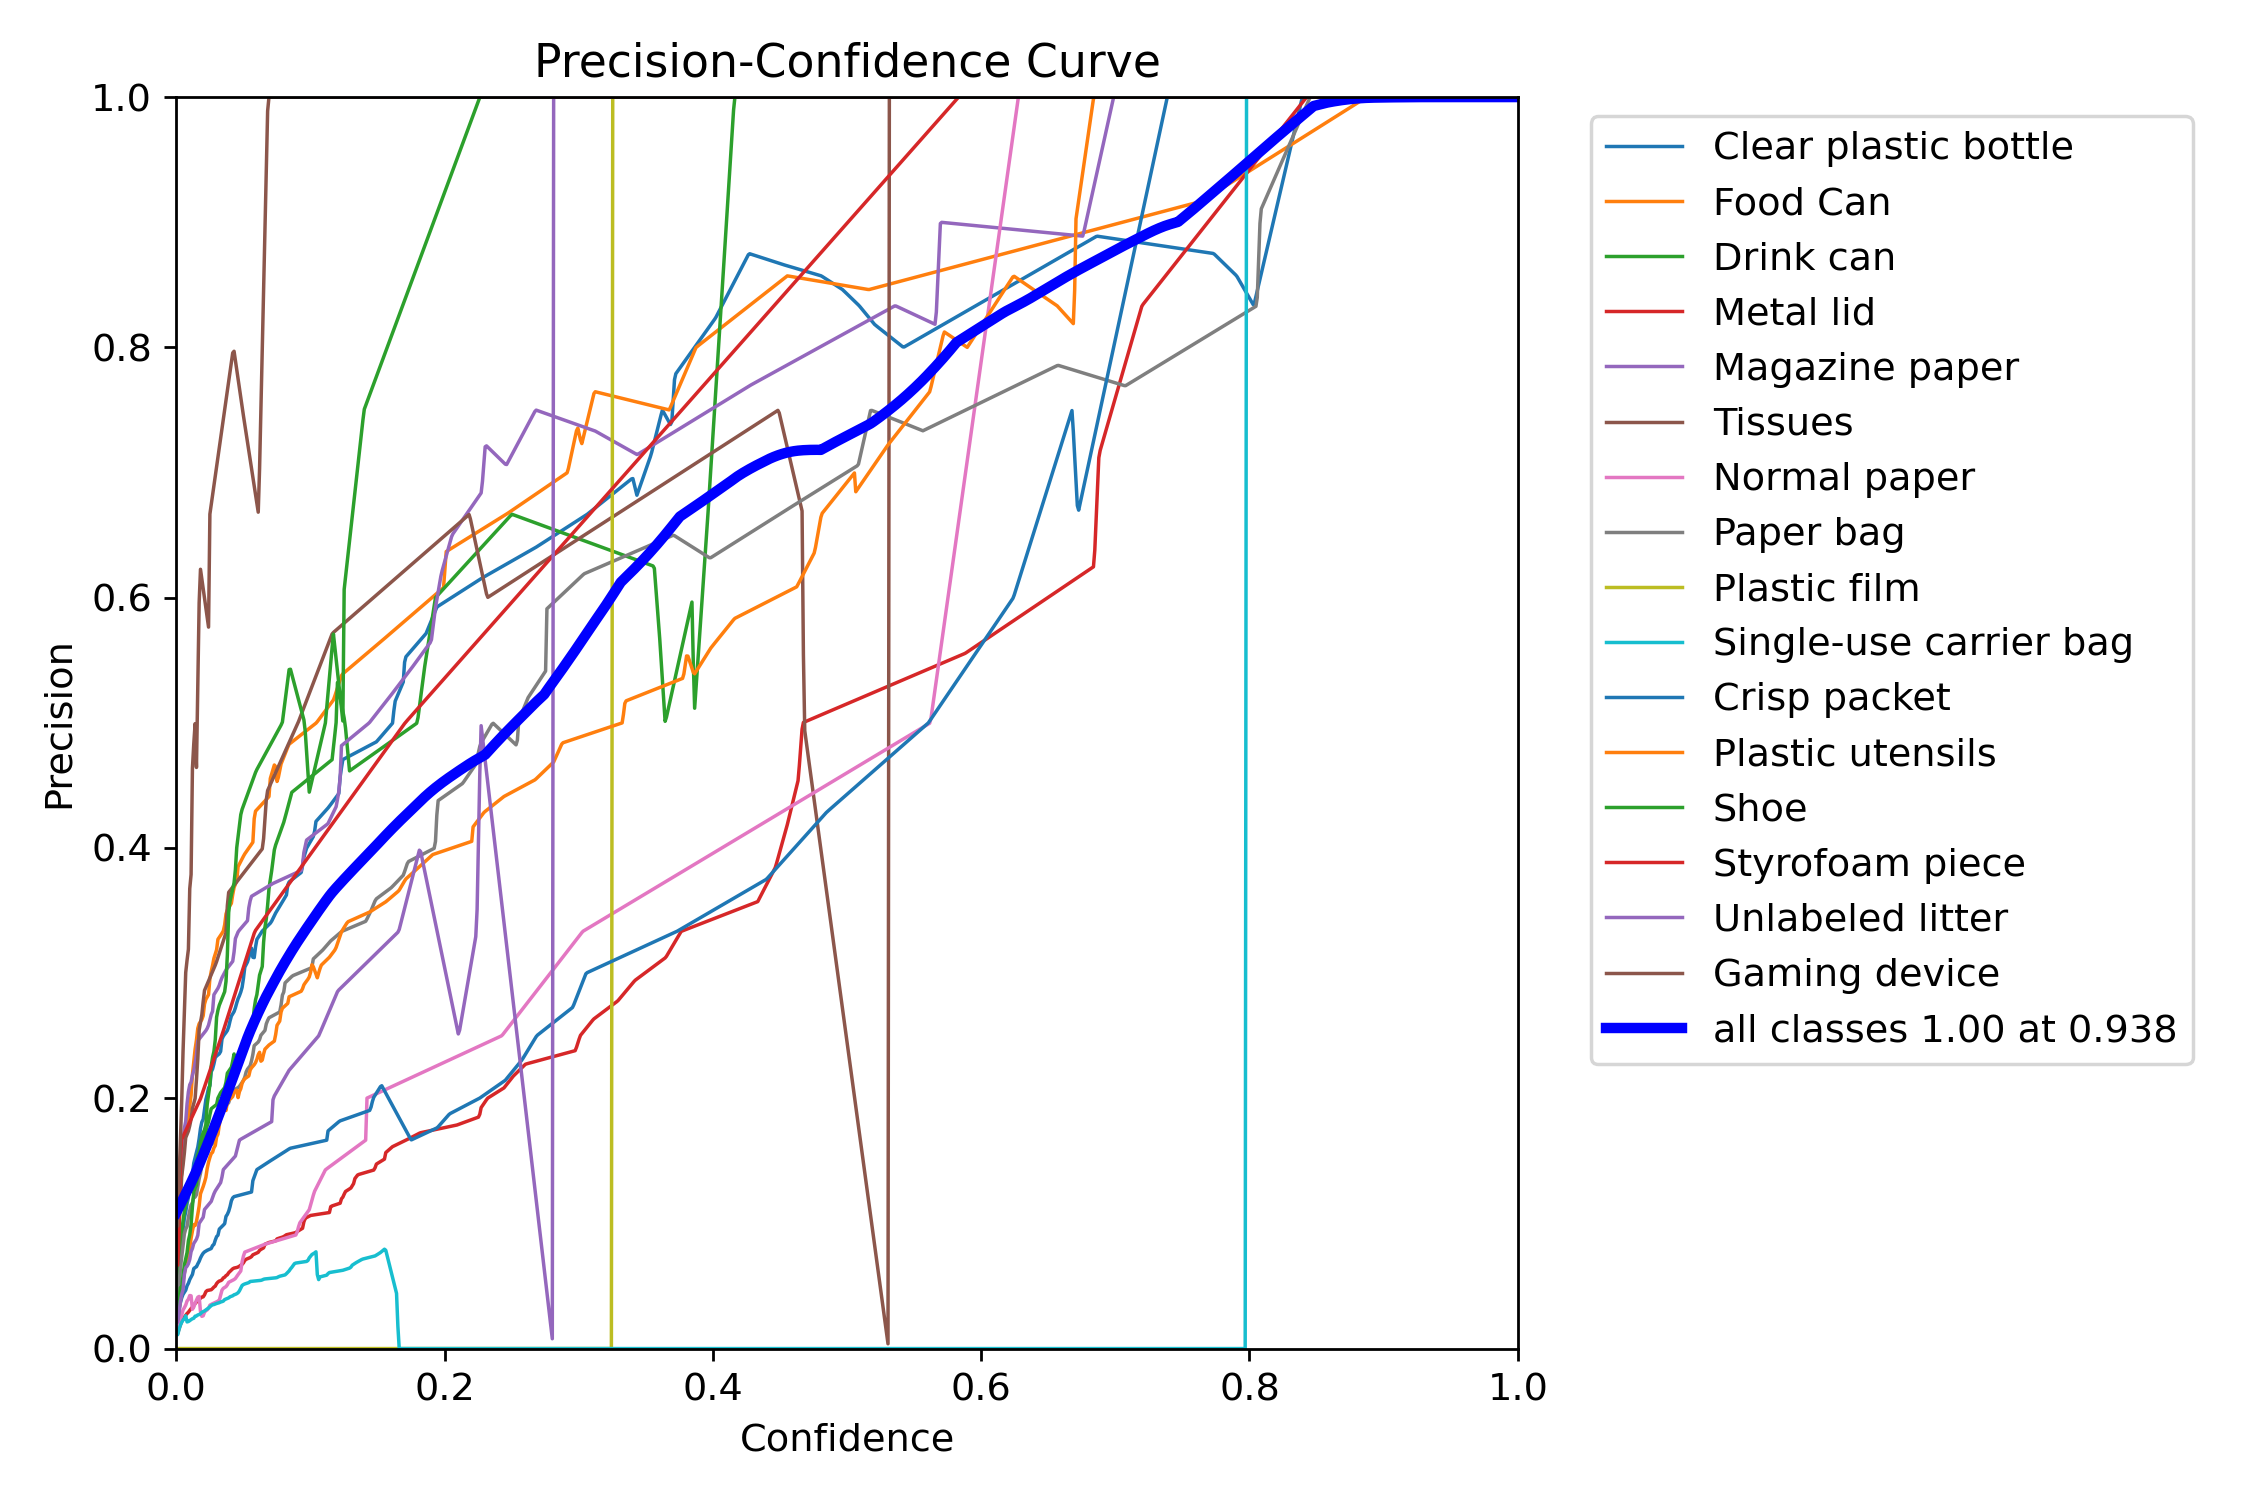 Precision-Confidence Curve
1.0
0.8
0.6
0.4
0.2
0.0
Precision
0.0 0.2 0.4 0.6 0.8 1.0
Confidence
Clear plastic bottle
Food Can
Drink can
Metal lid
Magazine paper
Tissues
Normal paper
Paper bag
Plastic film
Single-use carrier bag
Crisp packet
Plastic utensils
Shoe
Styrofoam piece
Unlabeled litter
Gaming device
all classes 1.00 at 0.938